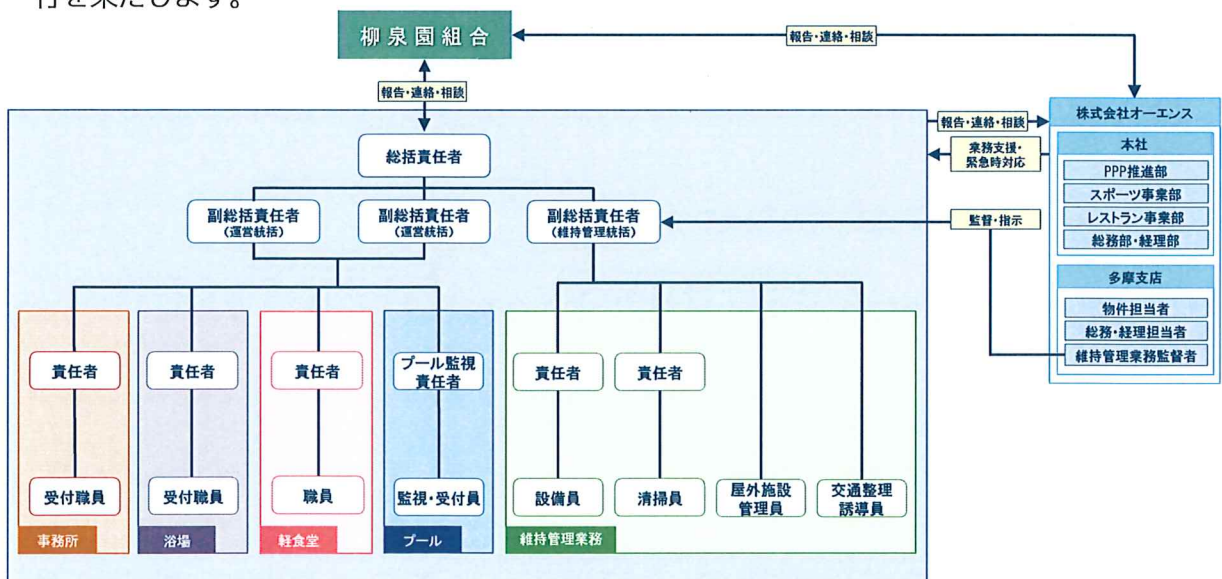 行を果たします。
柳泉園組合
報告・連絡・相談
報告・連絡・相談
報告・連絡・相談
業務支援・
緊急時対応
監督・指示
株式会社オーエンス
本社
PPP推進部
スポーツ事業部
レストラン事業部
総務部・経理部
多摩支店
物件担当者
総務・経理担当者
維持管理業務監督者
総括責任者
副総括責任者
(運営統括)
副総括責任者
(運営統括)
副総括責任者
(維持管理統括)
責任者
責任者
責任者
プール監視
責任者
責任者
責任者
受付職員
受付職員
職員
監視・受付員
設備員
清掃員
屋外施設
管理員
交通整理
誘導員
事務所
浴場
軽食堂
プール
維持管理業務